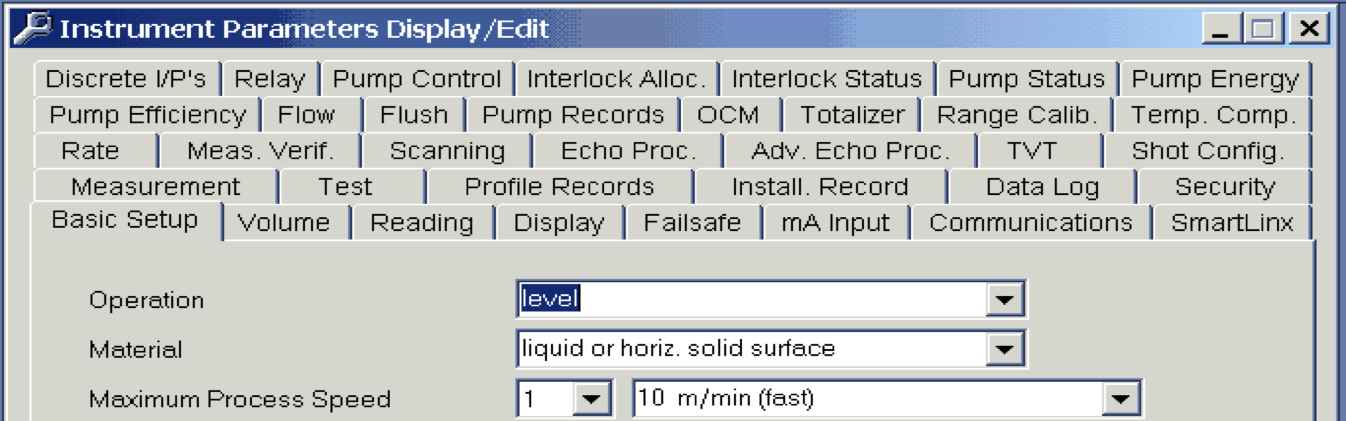 Instrument Parameters Display/Edit
Discrete I/P's Relay Pump Control Interlock Alloc. Interlock Status Pump Status Pump Energy
Pump Efficiency Flow Flush Pump Records OCM Totalizer Range Calib. Temp. Comp.
Rate Meas. Verif. Scanning Echo Proc. Adv. Echo Proc. TVT Shot Config.
Measurement Test Profile Records Install. Record Data Log Security
Basic Setup Volume Reading Display Failsafe mA Input Communications SmartLinx
Operation level
Material liquid or horiz. solid surface
Maximum Process Speed 1 10 m/min (fast)